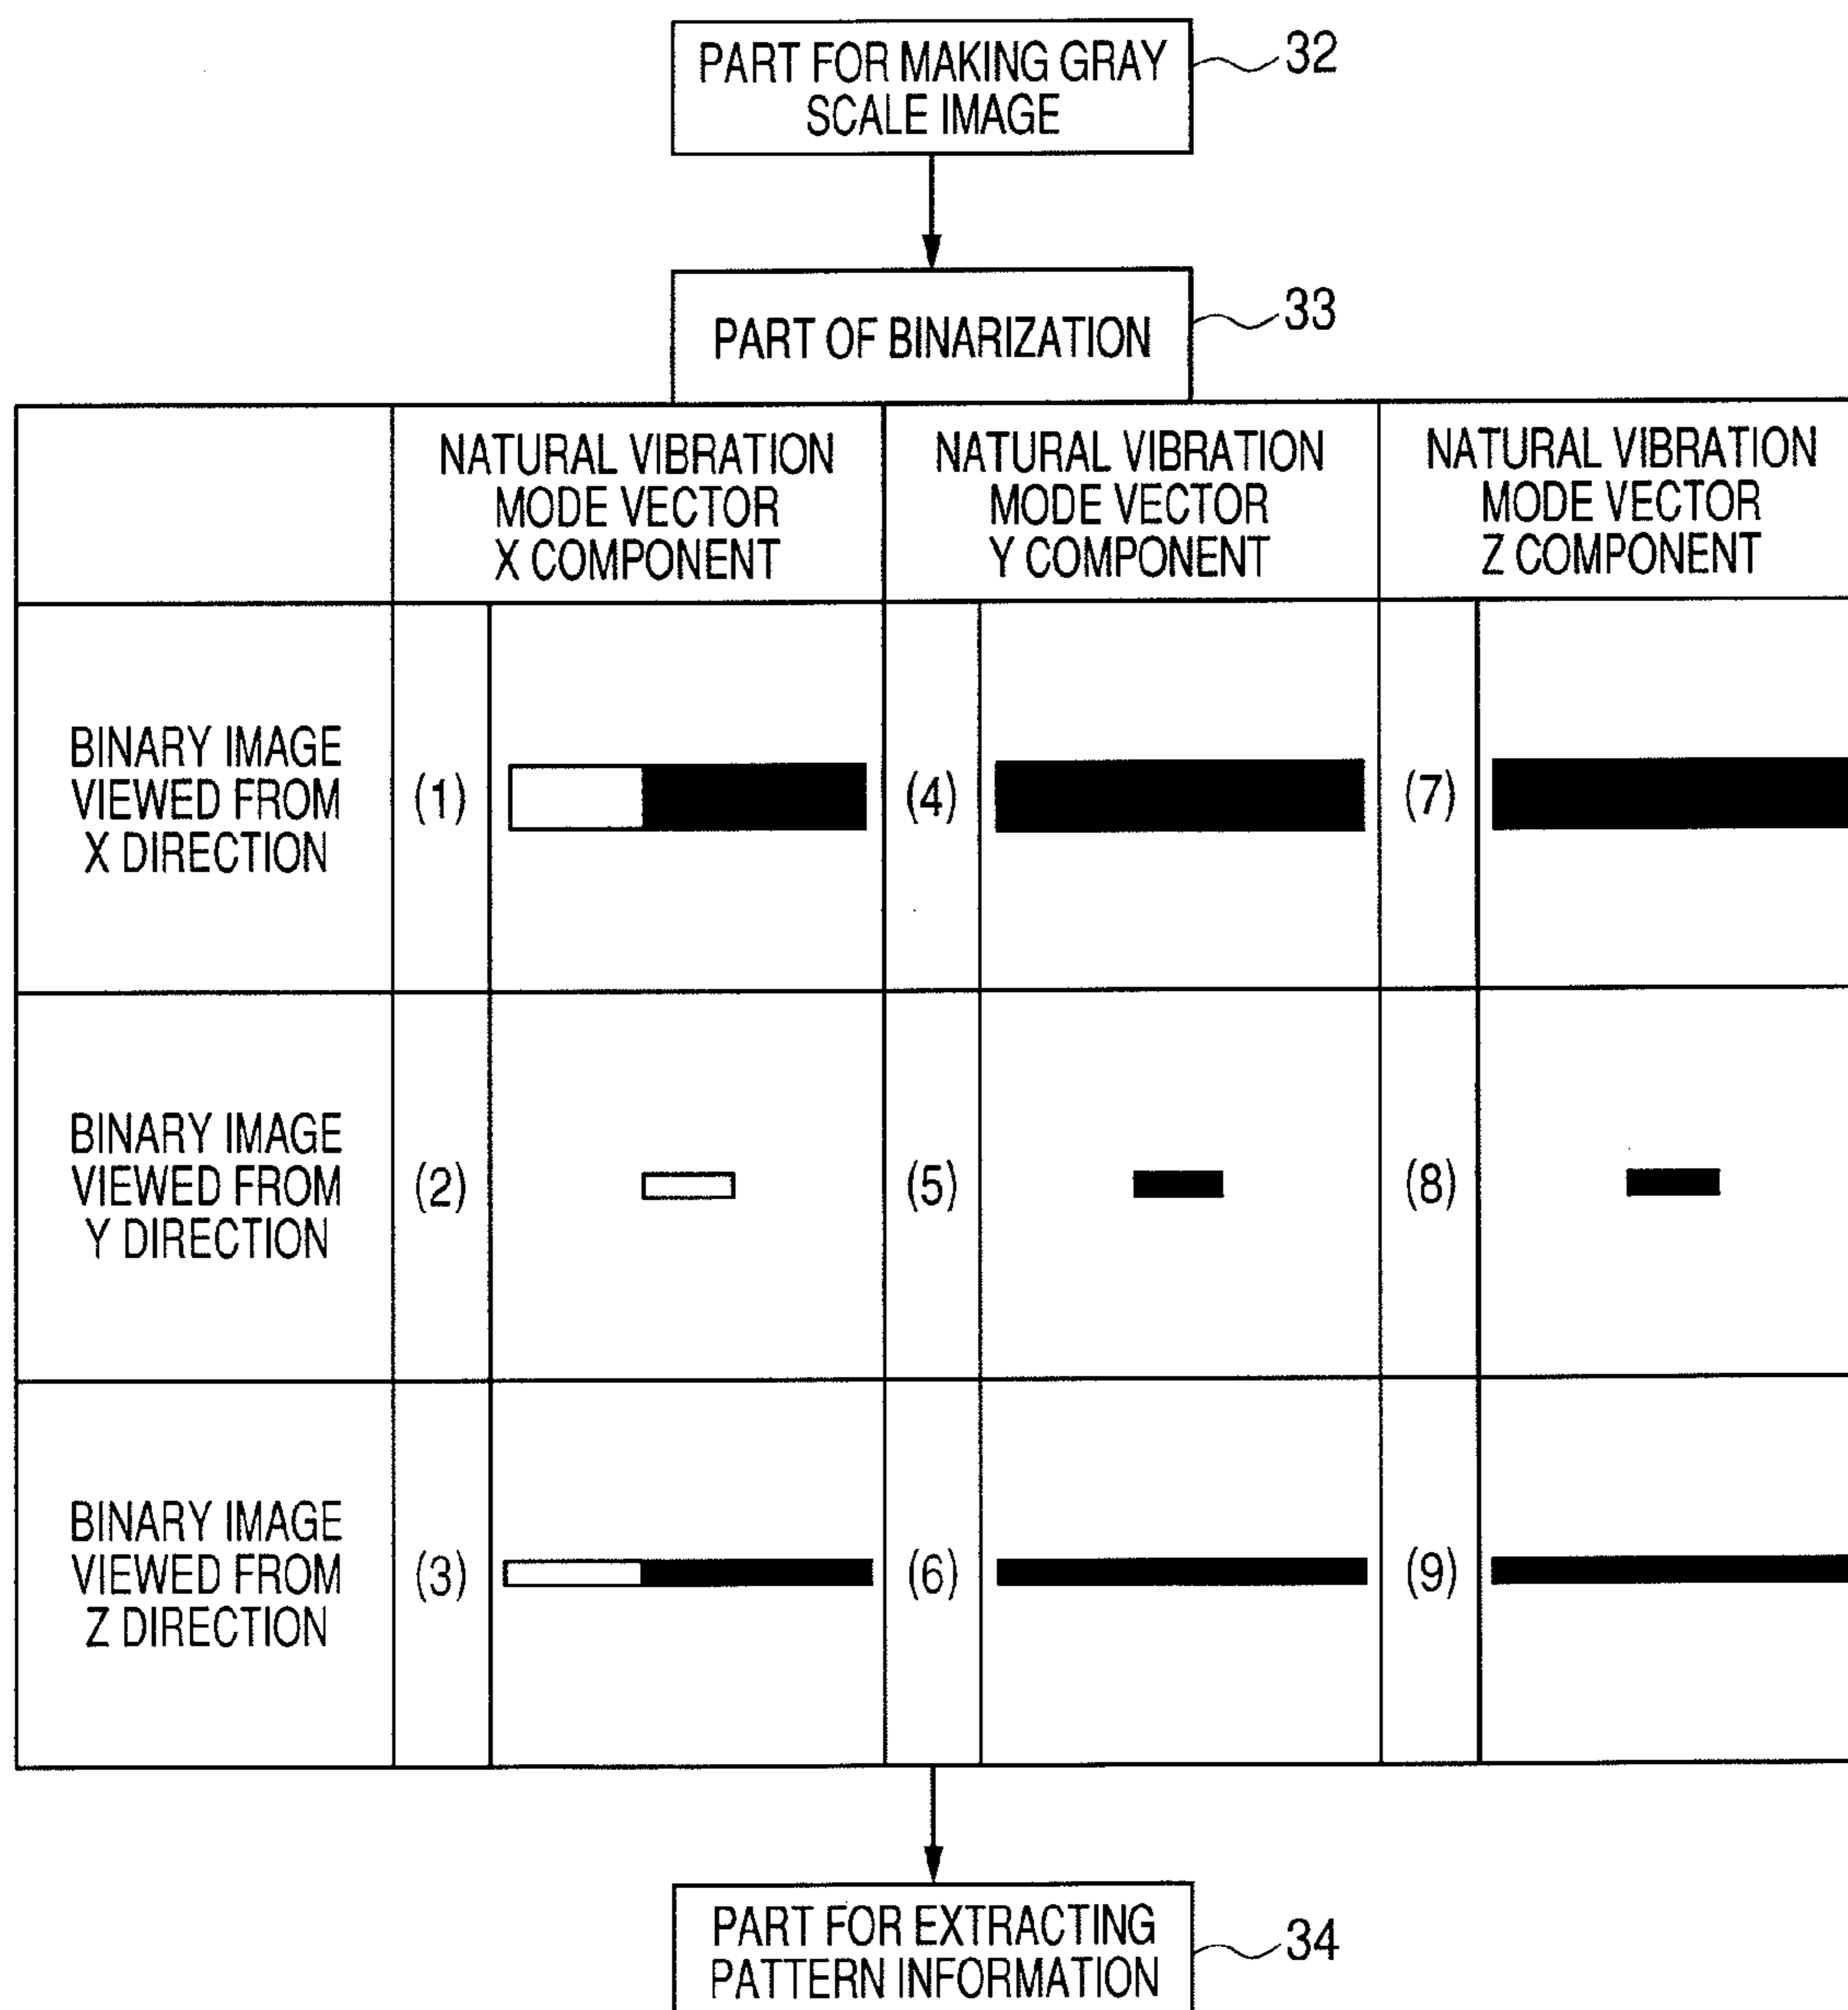 PART FOR MAKING GRAY
SCALE IMAGE
32
PART OF BINARIZATION
33
NATURAL VIBRATION
MODE VECTOR
X COMPONENT
NATURAL VIBRATION
MODE VECTOR
Y COMPONENT
NATURAL VIBRATION
MODE VECTOR
Z COMPONENT
BINARY IMAGE
VIEWED FROM
X DIRECTION
(1)
(4)
(7)
BINARY IMAGE
VIEWED FROM
Y DIRECTION
(2)
(5)
(8)
BINARY IMAGE
VIEWED FROM
Z DIRECTION
(3)
(6)
(9)
PART FOR EXTRACTING
PATTERN INFORMATION
34